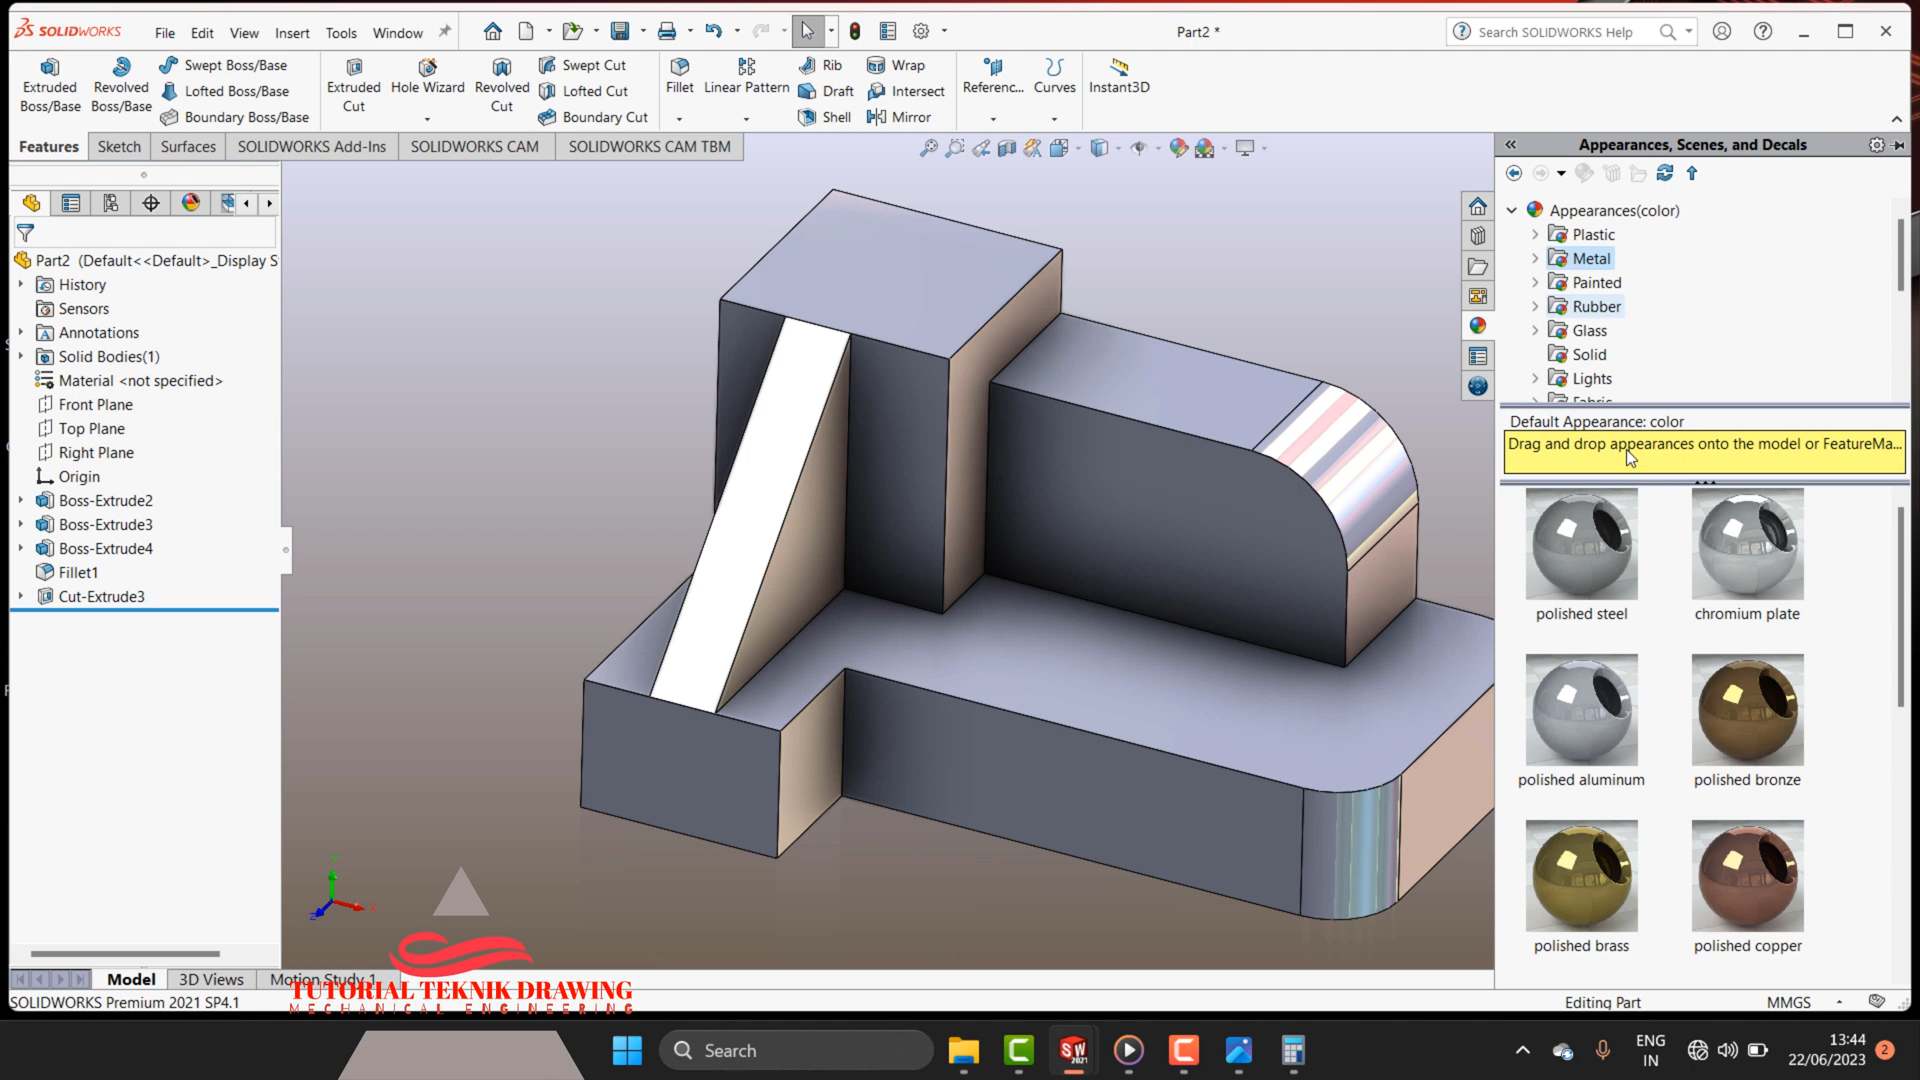 SOLIDWORKS
File Edit View Insert Tools Window
Part2 *
Search SOLIDWORKS Help
Extruded Boss/Base
Revolved Boss/Base
Swept Boss/Base
Lofted Boss/Base
Boundary Boss/Base
Extruded Cut
Hole Wizard
Revolved Cut
Swept Cut
Lofted Cut
Boundary Cut
Fillet
Linear Pattern
Rib
Draft
Shell
Wrap
Intersect
Mirror
Referenc...
Curves
Instant3D
Features Sketch Surfaces SOLIDWORKS Add-Ins SOLIDWORKS CAM SOLIDWORKS CAM TBM
Part2 (Default<<Default>_Display S
History
Sensors
Annotations
Solid Bodies(1)
Material <not specified>
Front Plane
Top Plane
Right Plane
Origin
Boss-Extrude2
Boss-Extrude3
Boss-Extrude4
Fillet1
Cut-Extrude3
Appearances, Scenes, and Decals
Appearances(color)
Plastic
Metal
Painted
Rubber
Glass
Solid
Lights
Fabric
Default Appearance: color
Drag and drop appearances onto the model or FeatureMa...
polished steel
chromium plate
polished aluminum
polished bronze
polished brass
polished copper
Model 3D Views Motion Study 1
TUTORIAL TEKNIK DRAWING
MECHANICAL ENGINEERING
SOLIDWORKS Premium 2021 SP4.1
Editing Part
MMGS
Search
SW
2021
ENG
IN
13:44
22/06/2023
2